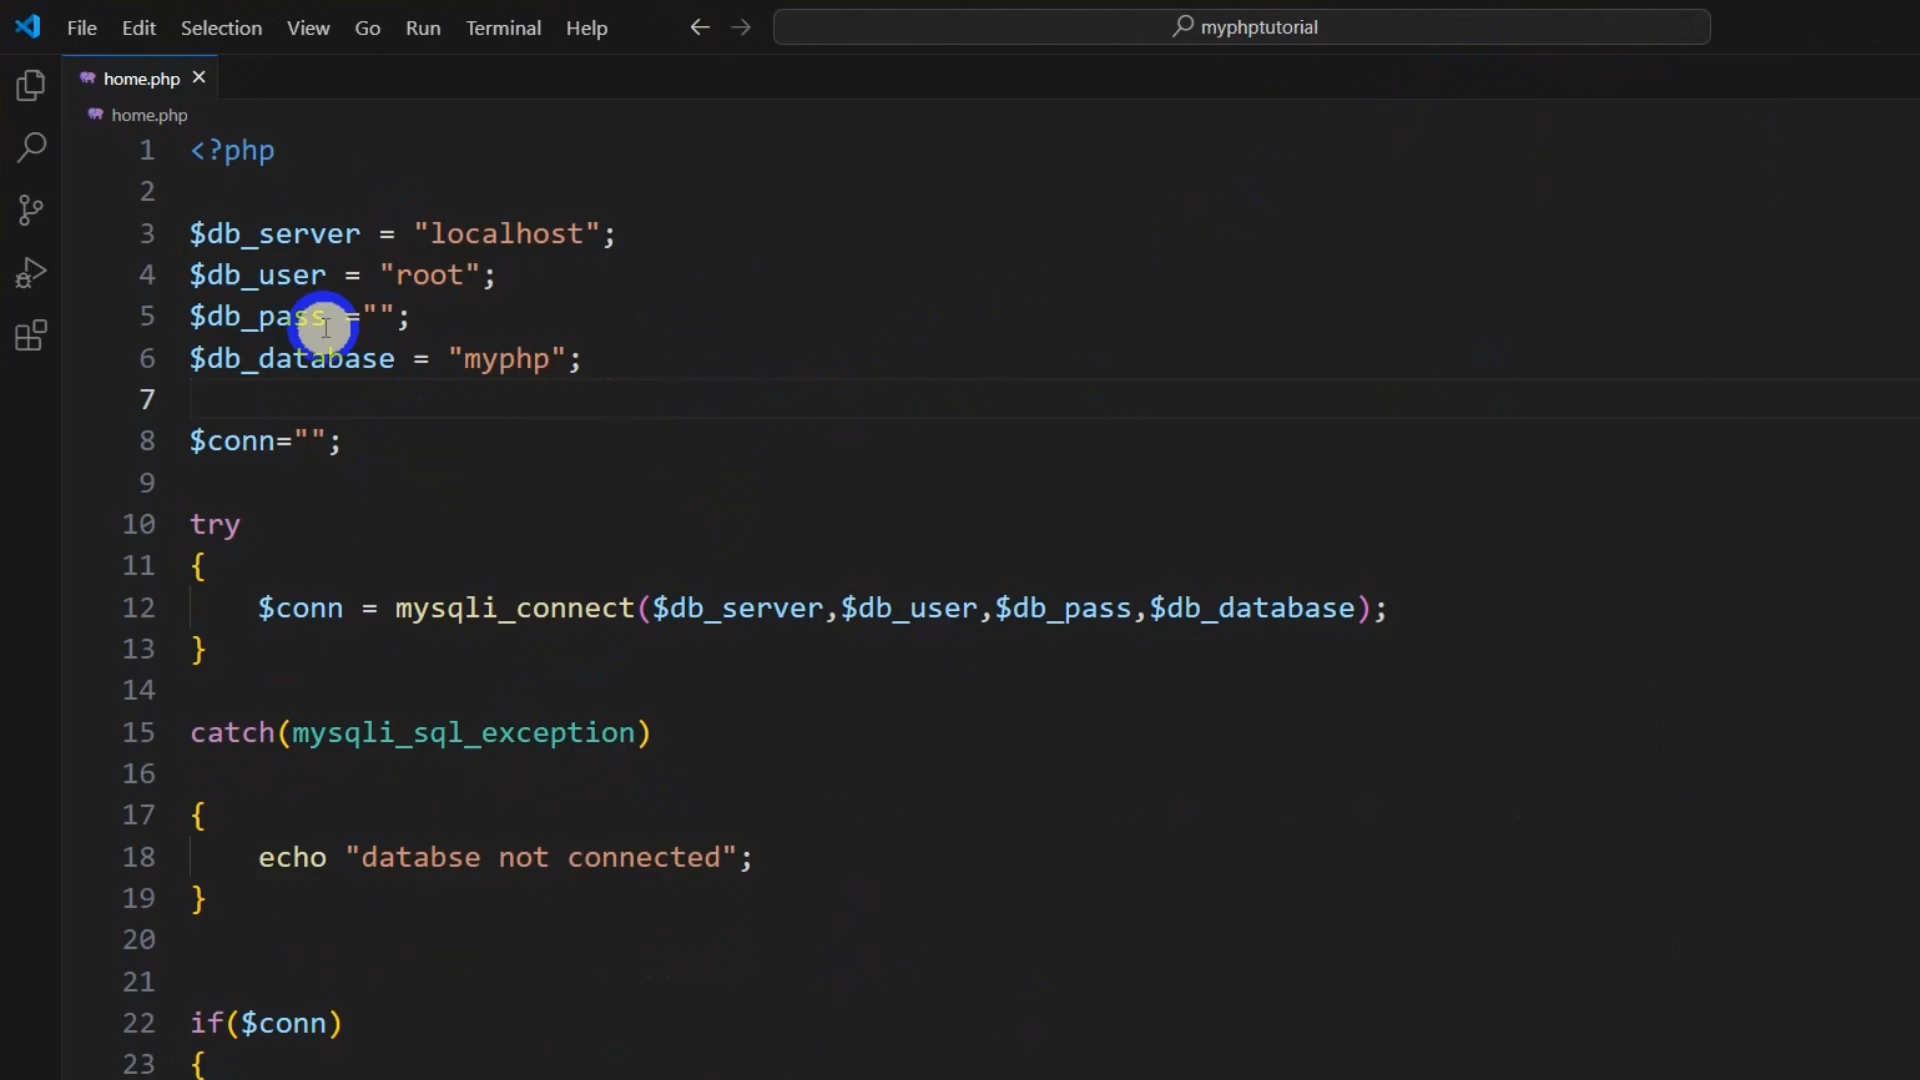 File Edit Selection View Go Run Terminal Help myphptutorial
home.php
home.php
1 <?php
2
3 $db_server = "localhost";
4 $db_user = "root";
5 $db_pass ="";
6 $db_database = "myphp";
7
8 $conn="";
9
10 try
11 {
12 $conn = mysqli_connect($db_server,$db_user,$db_pass,$db_database);
13 }
14
15 catch(mysqli_sql_exception)
16
17 {
18 echo "databse not connected";
19 }
20
21
22 if($conn)
23 {